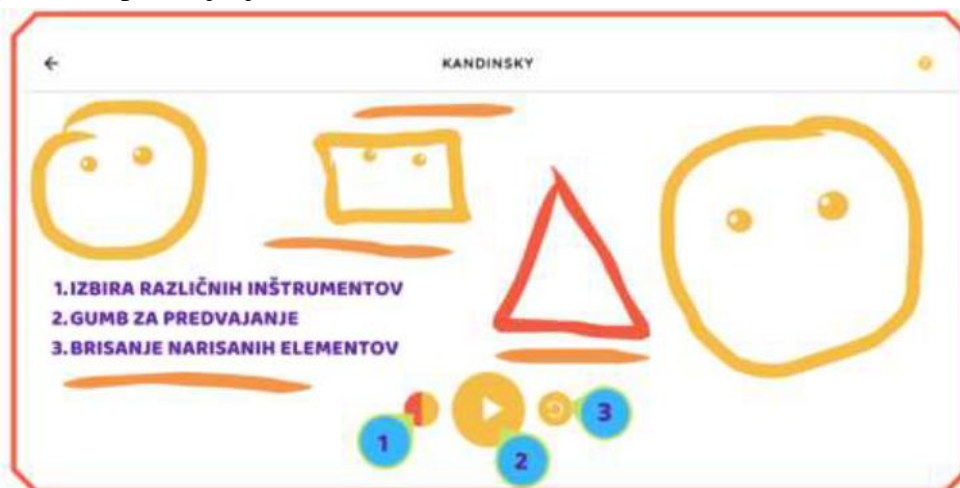 KANDINSKY
1.IZBIRA RAZLIČNIH INŠTRUMENTOV
2.GUMB ZA PREDVAJANJE
3.BRISANJE NARISANIH ELEMENTOV
1
2
3